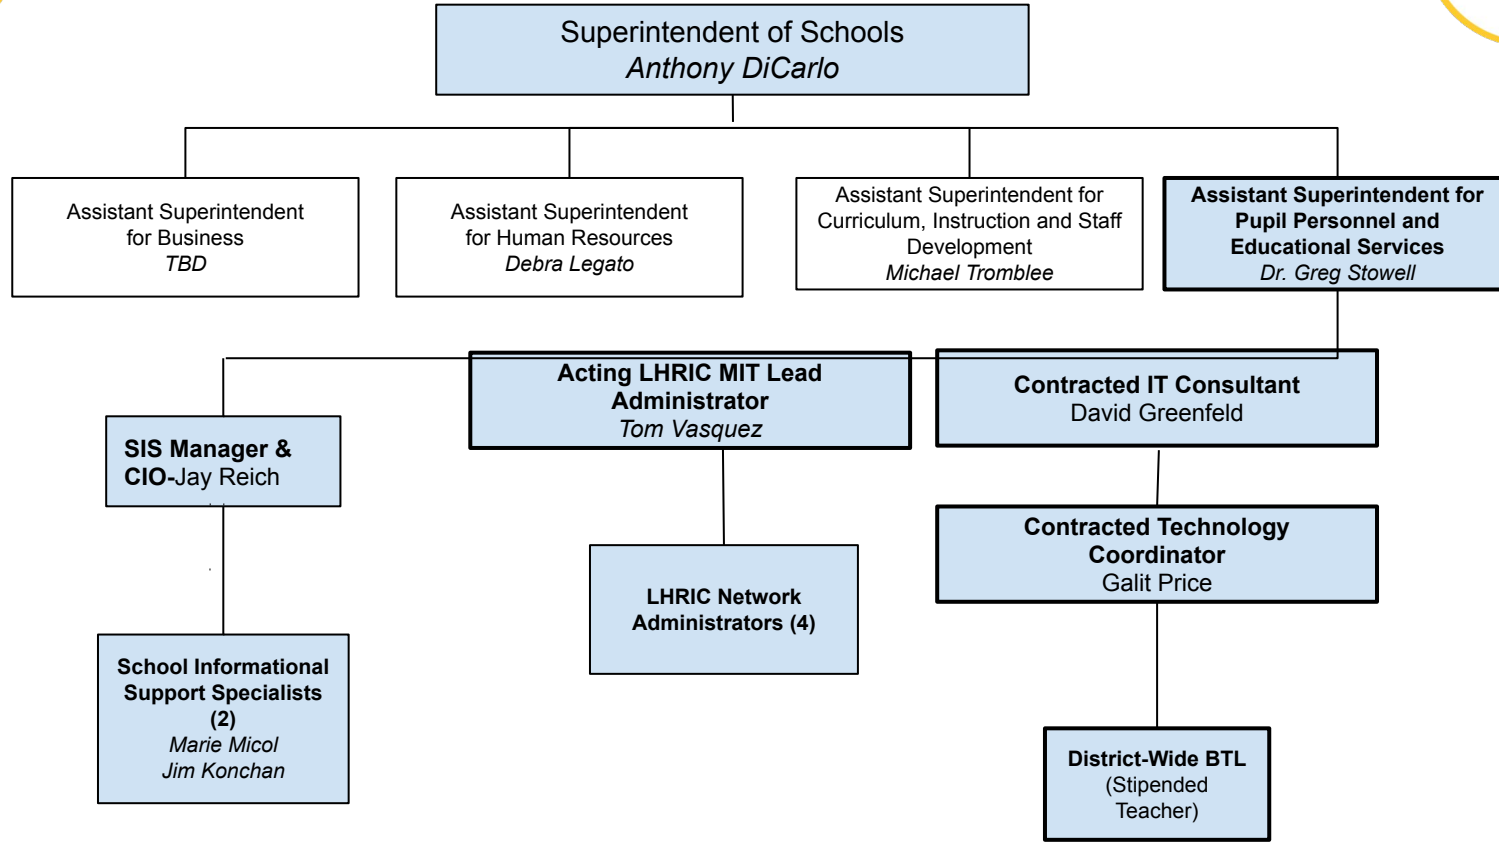 Superintendent of Schools
Anthony DiCarlo
Assistant Superintendent
for Business
TBD
Assistant Superintendent
for Human Resources
Debra Legato
Assistant Superintendent for
Curriculum, Instruction and Staff
Development
Michael Tromblee
Assistant Superintendent for
Pupil Personnel and
Educational Services
Dr. Greg Stowell
Acting LHRIC MIT Lead
Administrator
Tom Vasquez
Contracted IT Consultant
David Greenfeld
SIS Manager &
CIO-Jay Reich
Contracted Technology
Coordinator
Galit Price
LHRIC Network
Administrators (4)
School Informational
Support Specialists
(2)
Marie Micol
Jim Konchan
District-Wide BTL
(Stipended
Teacher)